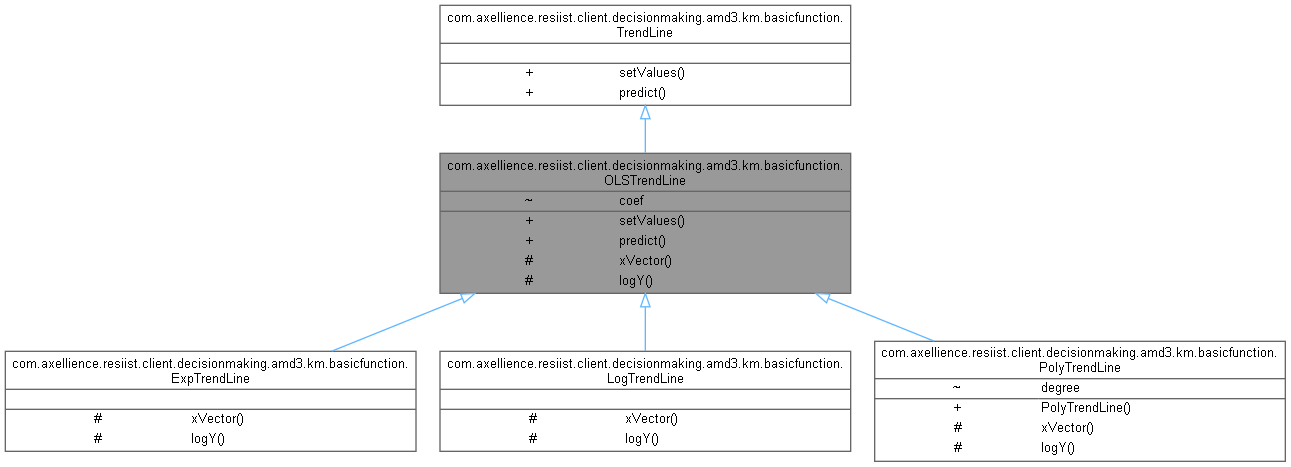 com.axellience.resiist.client.decisionmaking.amd3.km.basicfunction.
TrendLine
+ setValues()
+ predict()
com.axellience.resiist.client.decisionmaking.amd3.km.basicfunction.
OLSTrendLine
~ coef
+ setValues()
+ predict()
# xVector()
# logY()
com.axellience.resiist.client.decisionmaking.amd3.km.basicfunction.
ExpTrendLine
# xVector()
# logY()
com.axellience.resiist.client.decisionmaking.amd3.km.basicfunction.
LogTrendLine
# xVector()
# logY()
com.axellience.resiist.client.decisionmaking.amd3.km.basicfunction.
PolyTrendLine
~ degree
+ PolyTrendLine()
# xVector()
# logY()